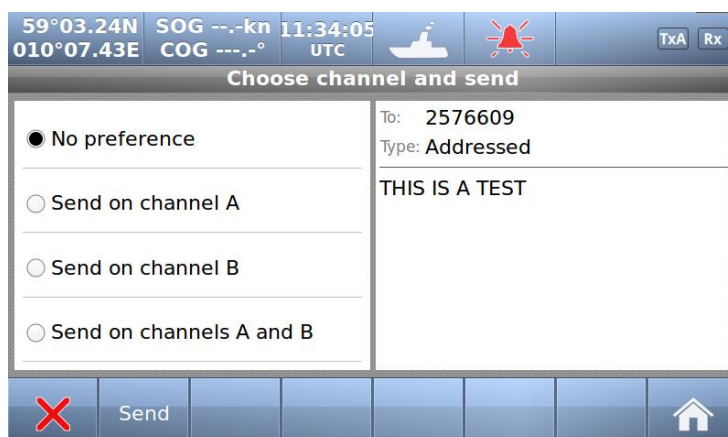 59°03.24N SOG --.-kn 11:34:05
010°07.43E COG ---.-° UTC
TxA Rx
Choose channel and send
No preference
Send on channel A
Send on channel B
Send on channels A and B
To: 2576609
Type: Addressed
THIS IS A TEST
Send